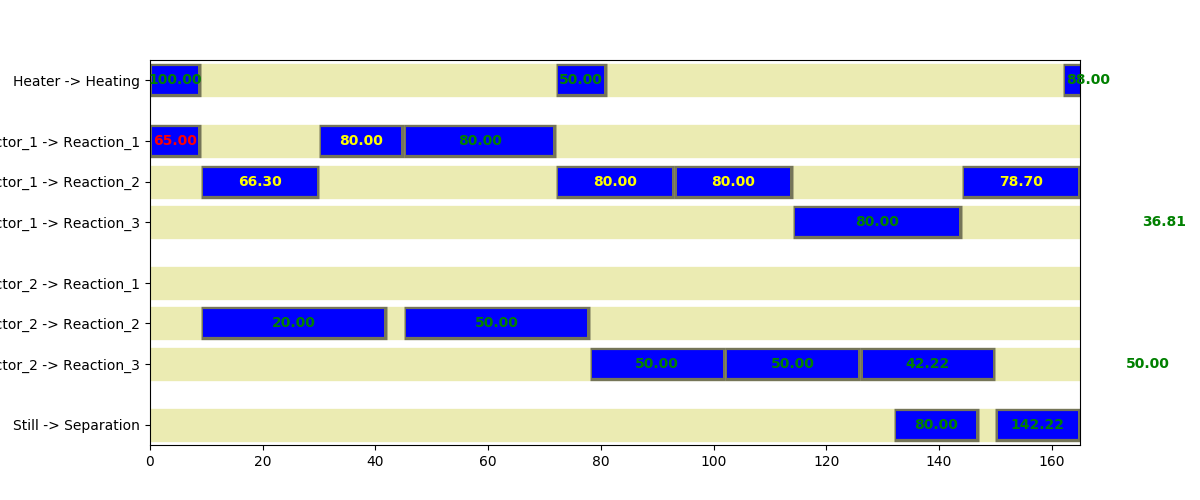 Heater -> Heating 100.00 50.00 88.00
ctor_1 -> Reaction_1 65.00 80.00 80.00
ctor_1 -> Reaction_2 66.30 80.00 80.00 78.70
ctor_1 -> Reaction_3 80.00 36.81
ctor_2 -> Reaction_1
ctor_2 -> Reaction_2 20.00 50.00
ctor_2 -> Reaction_3 50.00 50.00 42.22 50.00
Still -> Separation 80.00 142.22
0 20 40 60 80 100 120 140 160